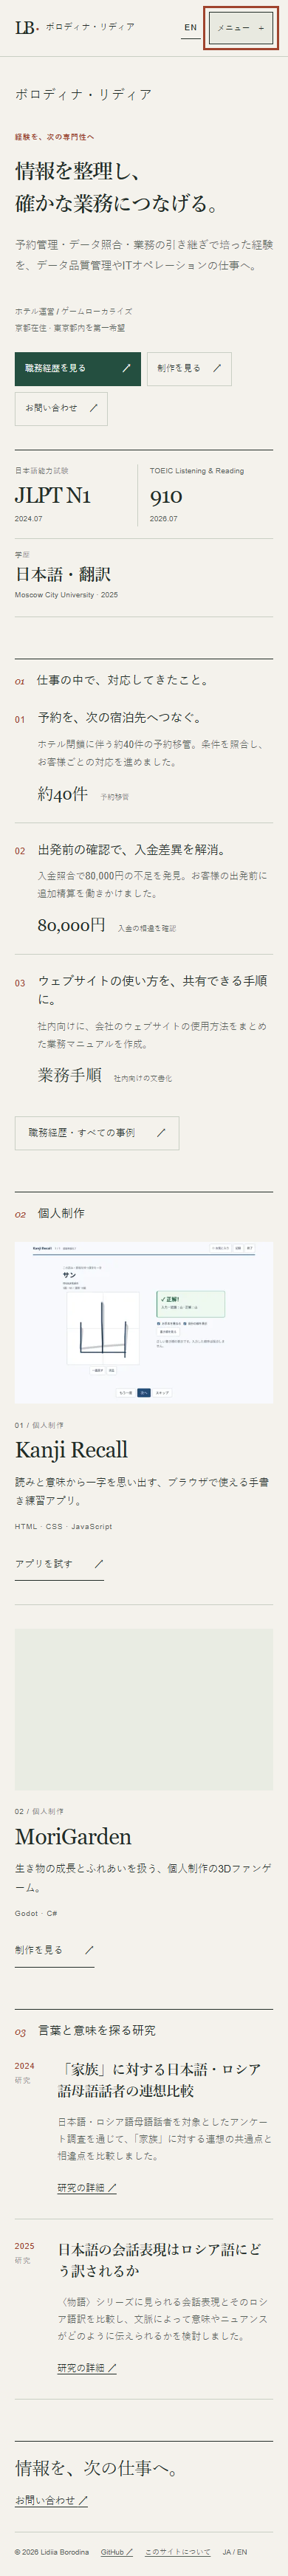 LB· ボロディナ・リディア EN メニュー +
ボロディナ・リディア
経験を、次の専門性へ
情報を整理し、
確かな業務につなげる。
予約管理・データ照合・業務の引き継ぎで培った経験
を、データ品質管理やITオペレーションの仕事へ。
ホテル運営 / ゲームローカライズ
京都在住・東京都内を第一希望
職務経歴を見る ↗ 制作を見る ↗
お問い合わせ ↗
日本語能力試験 TOEIC Listening & Reading
JLPT N1 910
2024.07 2026.07
学歴
日本語・翻訳
Moscow City University · 2025
01 仕事の中で、対応してきたこと。
01 予約を、次の宿泊先へつなぐ。
ホテル閉鎖に伴う約40件の予約移管。条件を照合し、
お客様ごとの対応を進めました。
約40件 予約移管
02 出発前の確認で、入金差異を解消。
入金照合で80,000円の不足を発見。お客様の出発前に
追加精算を働きかけました。
80,000円 入金の相違を確認
03 ウェブサイトの使い方を、共有できる手順
に。
社内向けに、会社のウェブサイトの使用方法をまとめ
た業務マニュアルを作成。
業務手順 社内向けの文書化
職務経歴・すべての事例 ↗
02 個人制作
Kanji Recall
サン
✓ 正解!
01 / 個人制作
Kanji Recall
読みと意味から一字を思い出す、ブラウザで使える手書
き練習アプリ。
HTML · CSS · JavaScript
アプリを試す ↗
02 / 個人制作
MoriGarden
生き物の成長とふれあいを扱う、個人制作の3Dファンゲ
ーム。
Godot · C#
制作を見る ↗
03 言葉と意味を探る研究
2024 「家族」に対する日本語・ロシア
研究 語母語話者の連想比較
日本語・ロシア語母語話者を対象としたアンケー
ト調査を通じて、「家族」に対する連想の共通点と
相違点を比較しました。
研究の詳細 ↗
2025 日本語の会話表現はロシア語にど
研究 う訳されるか
〈物語〉シリーズに見られる会話表現とそのロシ
ア語訳を比較し、文脈によって意味やニュアンス
がどのように伝えられるかを検討しました。
研究の詳細 ↗
情報を、次の仕事へ。
お問い合わせ ↗
© 2026 Lidiia Borodina GitHub ↗ このサイトについて JA / EN